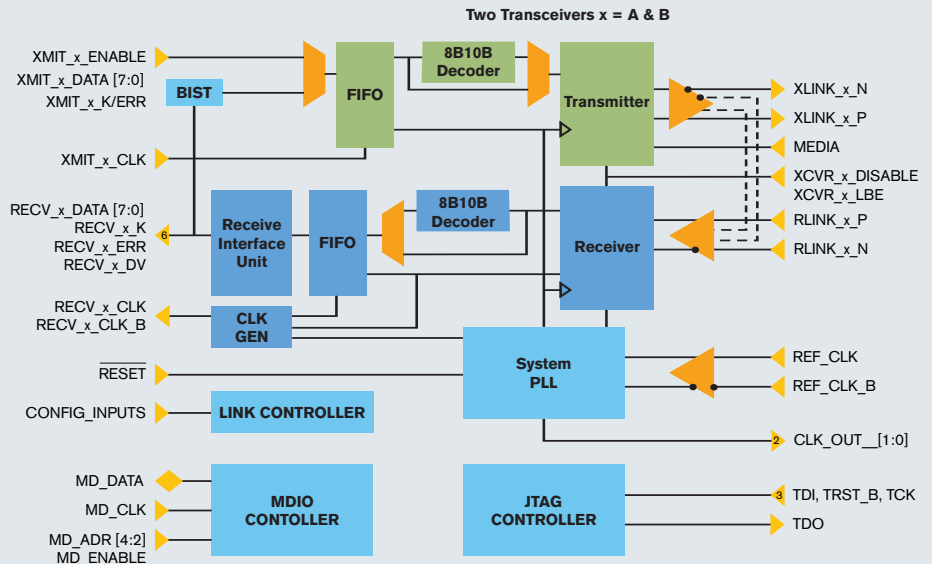 Two Transceivers x = A & B
XMIT_x_ENABLE
XMIT_x_DATA [7:0]
XMIT_x_K/ERR
BIST
XMIT_x_CLK
FIFO
8B10B
Decoder
Transmitter
XLINK_x_N
XLINK_x_P
MEDIA
XCVR_x_DISABLE
XCVR_x_LBE
RLINK_x_P
RLINK_x_N
RECV_x_DATA [7:0]
RECV_x_K
RECV_x_ERR
RECV_x_DV
6
Receive
Interface
Unit
FIFO
8B10B
Decoder
Receiver
RECV_x_CLK
RECV_x_CLK_B
CLK
GEN
RESET
System
PLL
REF_CLK
REF_CLK_B
CONFIG_INPUTS
LINK CONTROLLER
2
CLK_OUT__[1:0]
MD_DATA
MD_CLK
MD_ADR [4:2]
MD_ENABLE
MDIO
CONTOLLER
JTAG
CONTROLLER
3
TDI, TRST_B, TCK
TDO